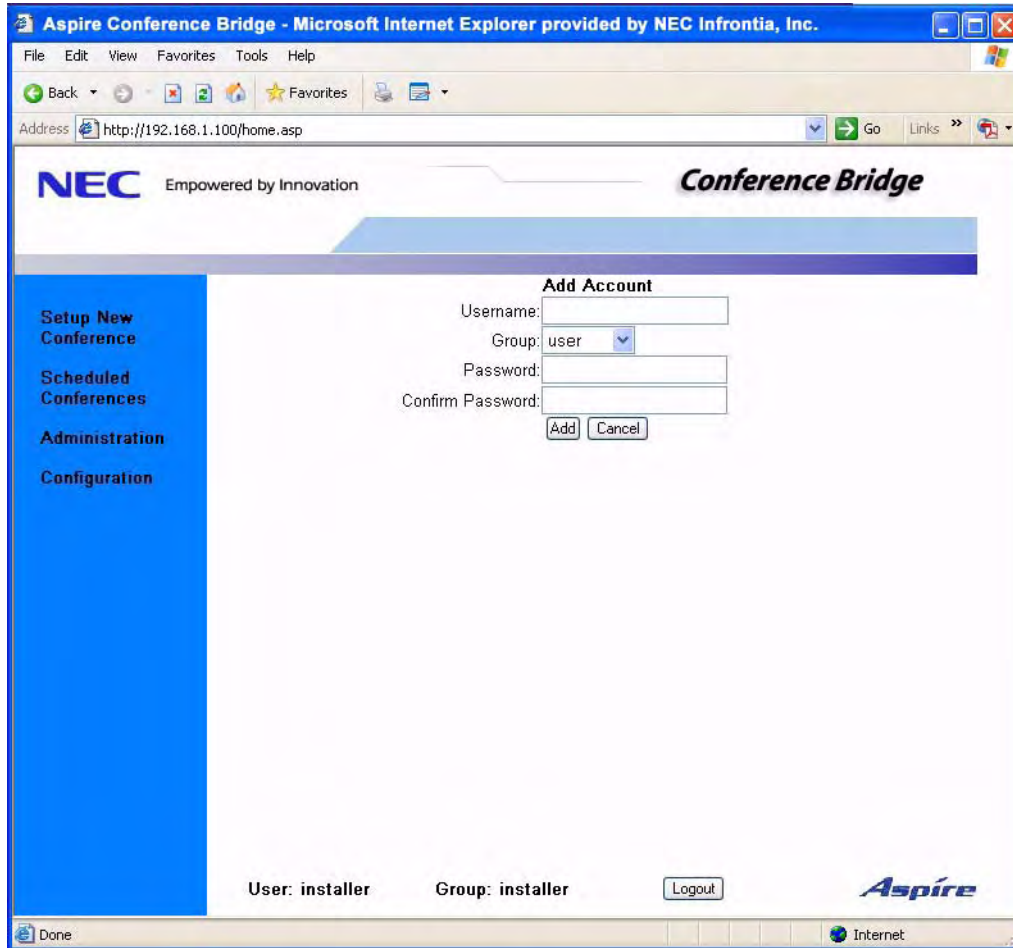 Aspire Conference Bridge - Microsoft Internet Explorer provided by NEC Infrontia, Inc.
File Edit View Favorites Tools Help
Back Favorites
Address http://192.168.1.100/home.asp Go Links »
NEC Empowered by Innovation Conference Bridge
Add Account
Username:
Group: user
Password:
Confirm Password:
Add Cancel
Setup New
Conference
Scheduled
Conferences
Administration
Configuration
User: installer Group: installer Logout Aspire
Done Internet